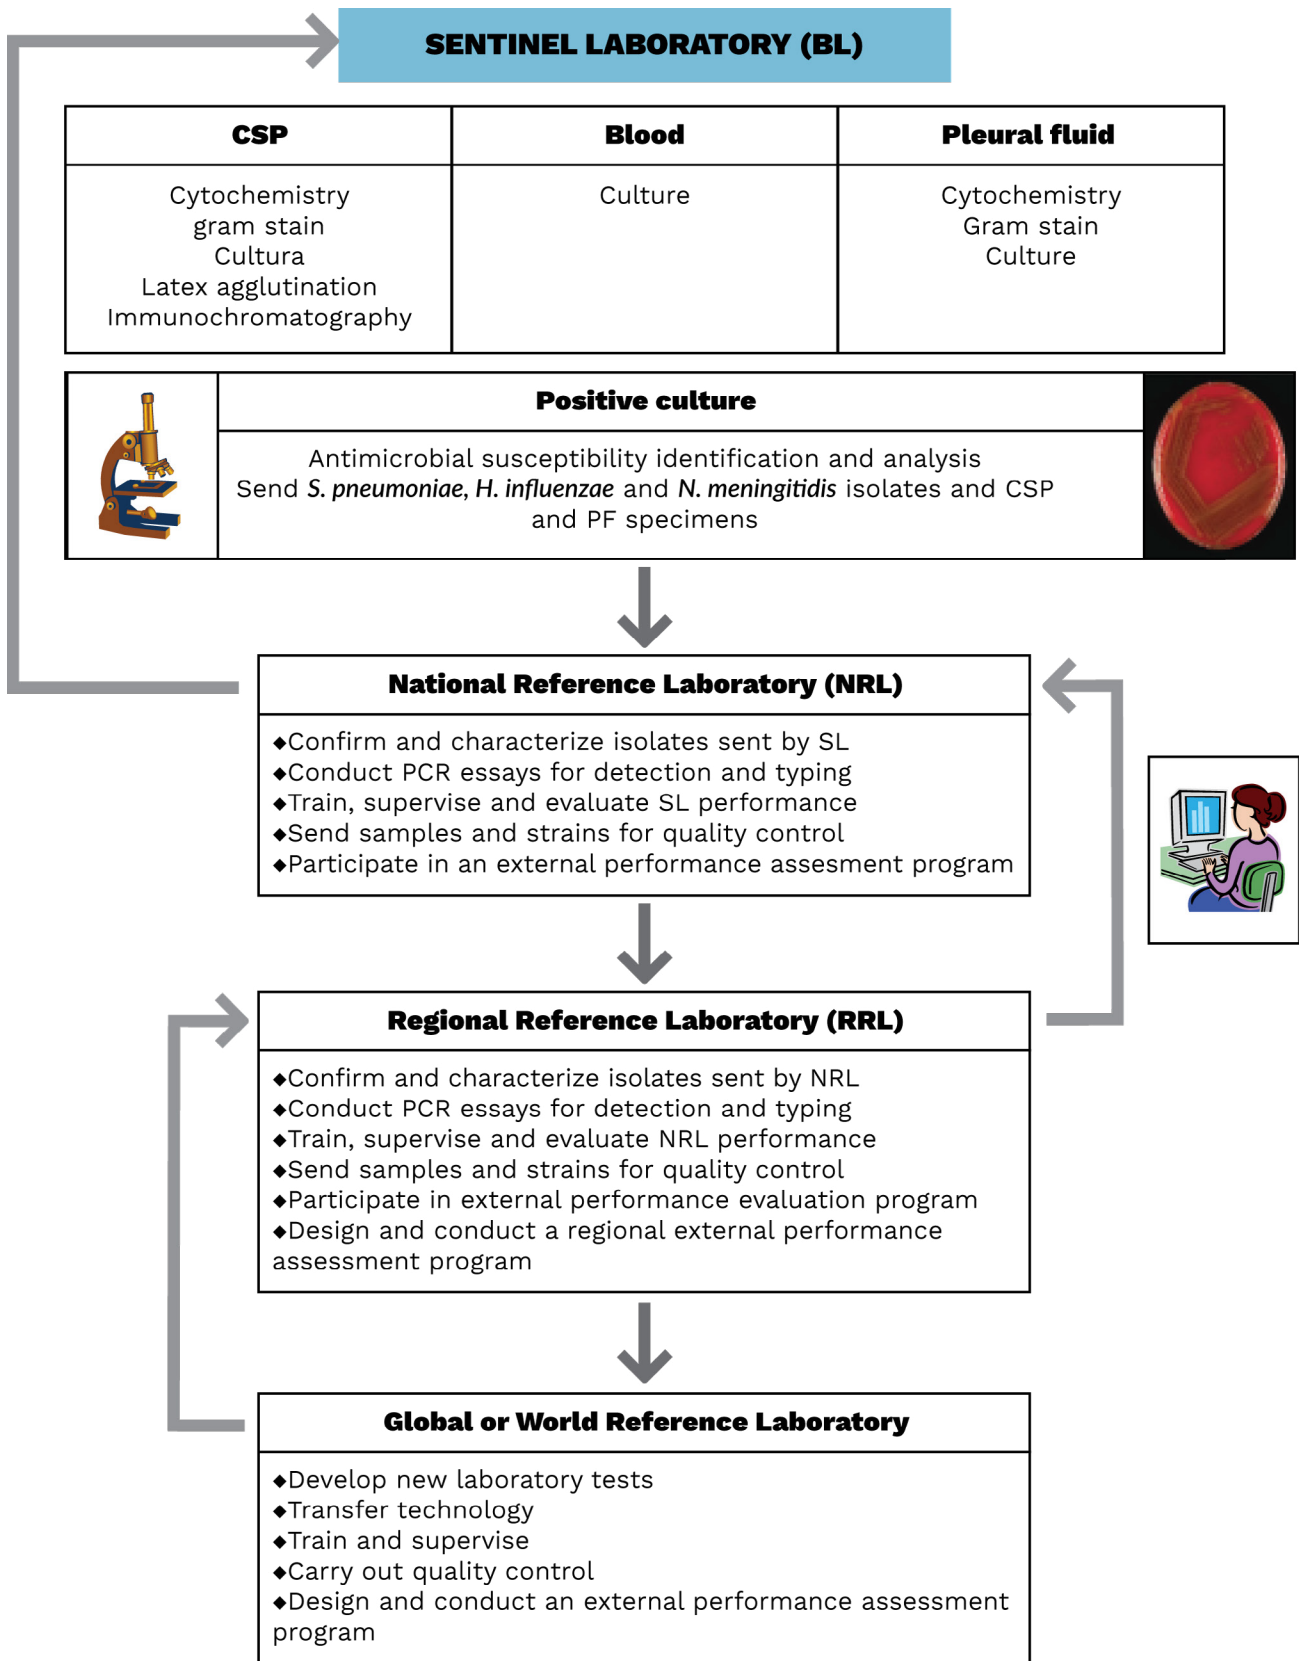 SENTINEL LABORATORY (BL)
CSP
Blood
Pleural fluid
Cytochemistry
gram stain
Cultura
Latex agglutination
Immunochromatography
Culture
Cytochemistry
Gram stain
Culture
Positive culture
Antimicrobial susceptibility identification and analysis
Send S. pneumoniae, H. influenzae and N. meningitidis isolates and CSP
and PF specimens
National Reference Laboratory (NRL)
◆Confirm and characterize isolates sent by SL
◆Conduct PCR essays for detection and typing
◆Train, supervise and evaluate SL performance
◆Send samples and strains for quality control
◆Participate in an external performance assesment program
Regional Reference Laboratory (RRL)
◆Confirm and characterize isolates sent by NRL
◆Conduct PCR essays for detection and typing
◆Train, supervise and evaluate NRL performance
◆Send samples and strains for quality control
◆Participate in external performance evaluation program
◆Design and conduct a regional external performance
assessment program
Global or World Reference Laboratory
◆Develop new laboratory tests
◆Transfer technology
◆Train and supervise
◆Carry out quality control
◆Design and conduct an external performance assessment
program